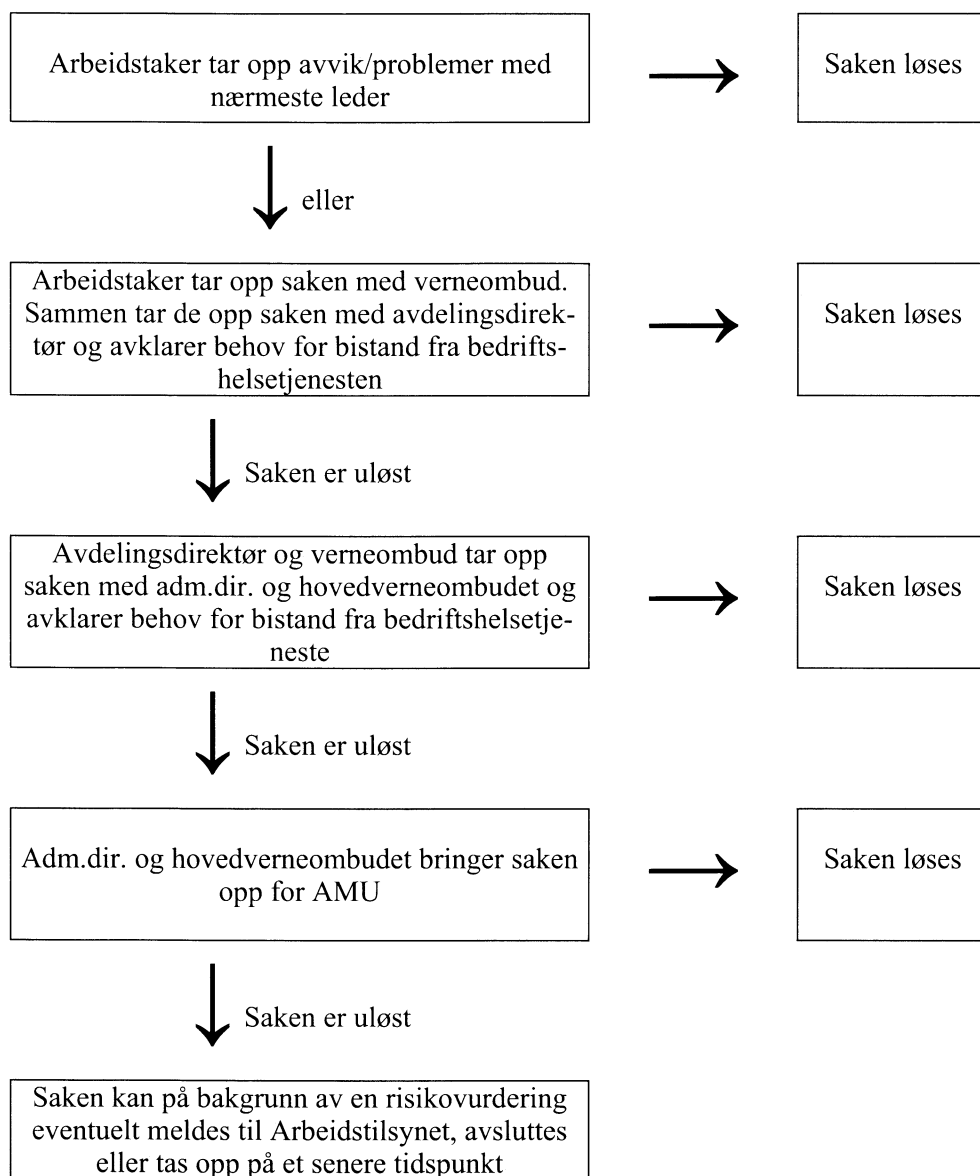 Arbeidstaker tar opp avvik/problemer med
nærmeste leder
Saken løses
eller
Arbeidstaker tar opp saken med verneombud.
Sammen tar de opp saken med avdelingsdirek-
tør og avklarer behov for bistand fra bedrifts-
helsetjenesten
Saken løses
Saken er uløst
Avdelingsdirektør og verneombud tar opp
saken med adm.dir. og hovedverneombudet og
avklarer behov for bistand fra bedriftshelsetje-
neste
Saken løses
Saken er uløst
Adm.dir. og hovedverneombudet bringer saken
opp for AMU
Saken løses
Saken er uløst
Saken kan på bakgrunn av en risikovurdering
eventuelt meldes til Arbeidstilsynet, avsluttes
eller tas opp på et senere tidspunkt